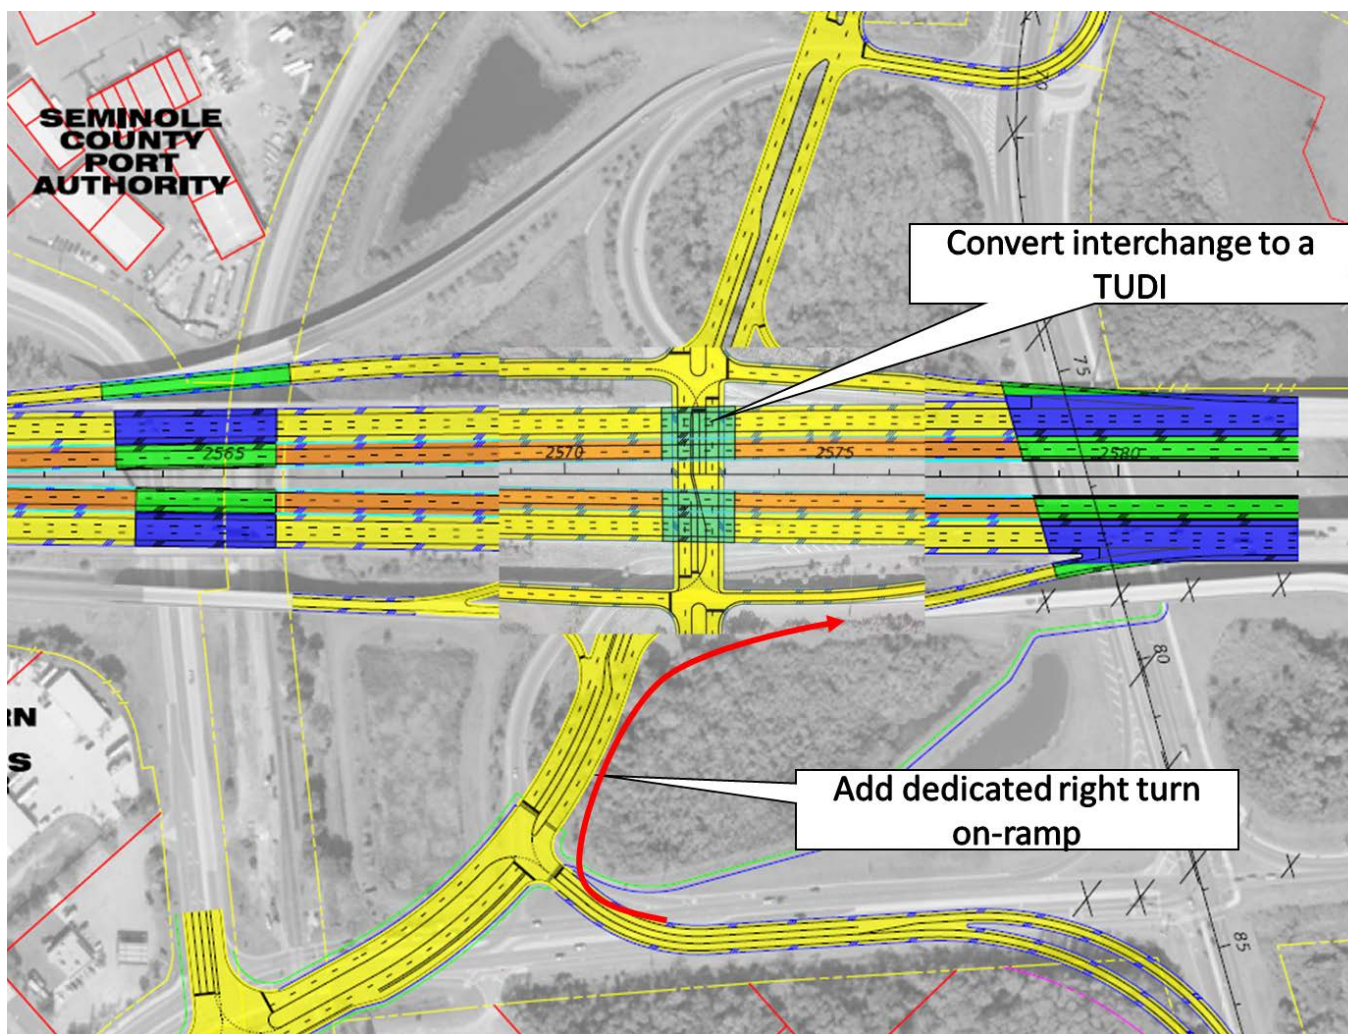 SEMINOLE
COUNTY
PORT
AUTHORITY
Convert interchange to a
TUDI
75
2565
2570
2575
2580
80
RN
S
Add dedicated right turn
on-ramp
85